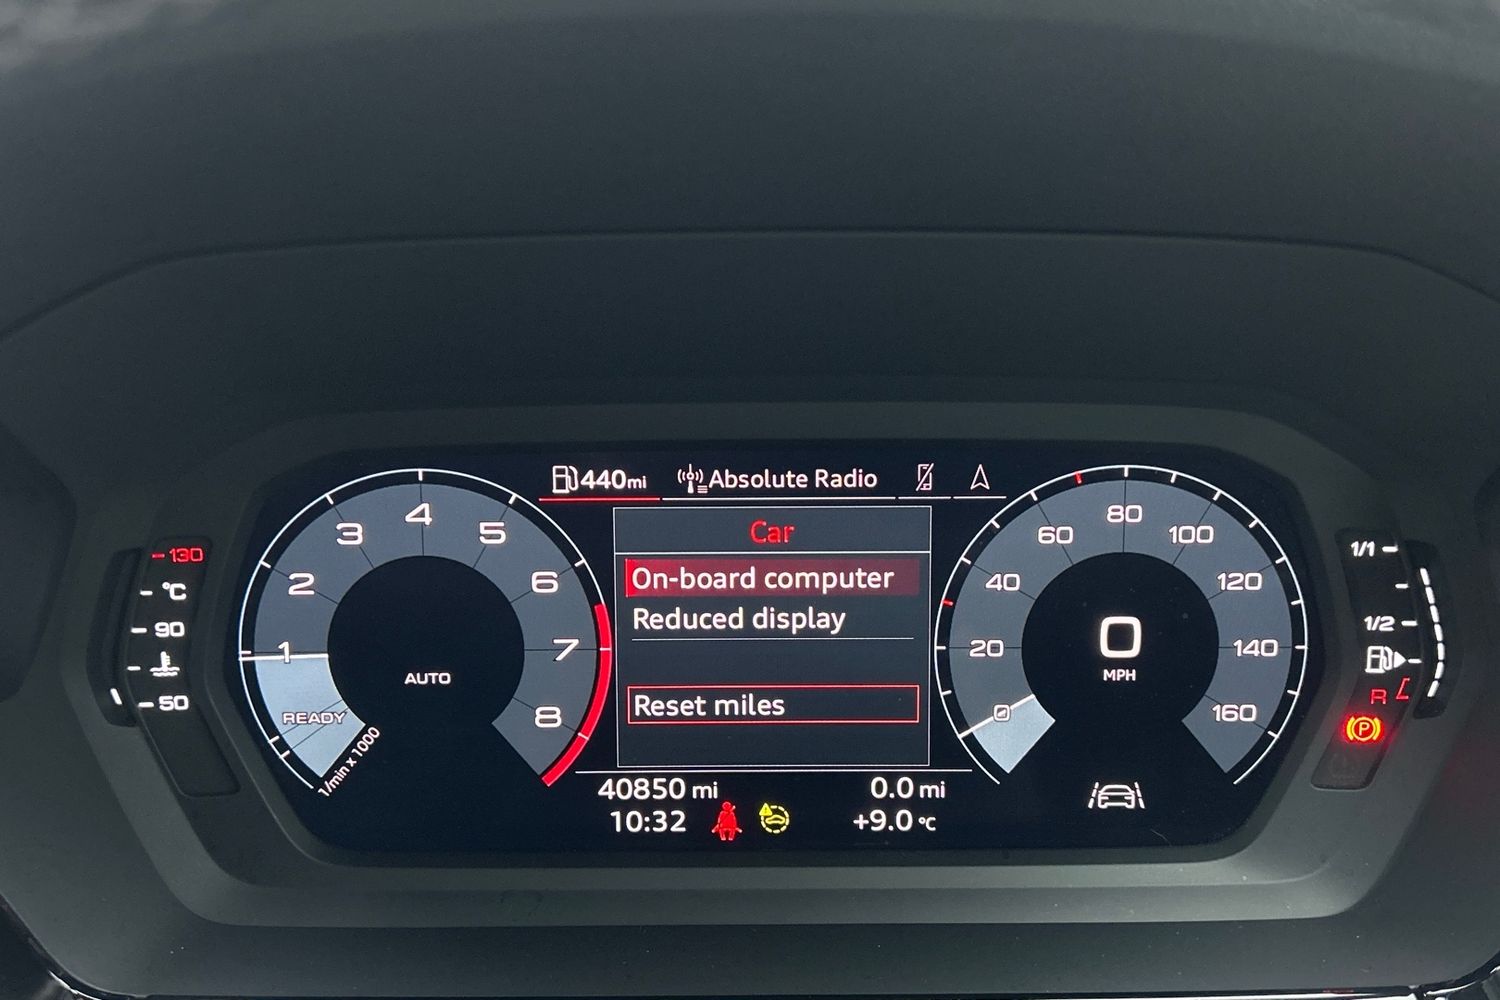 440mi
Absolute Radio
Car
On-board computer
Reduced display
Reset miles
40850 mi
0.0 mi
10:32
+9.0 °C
130
°C
90
50
READY
1
2
3
4
5
6
7
8
1/min x 1000
AUTO
0
20
40
60
80
100
120
140
160
0
MPH
1/1
1/2
R
P